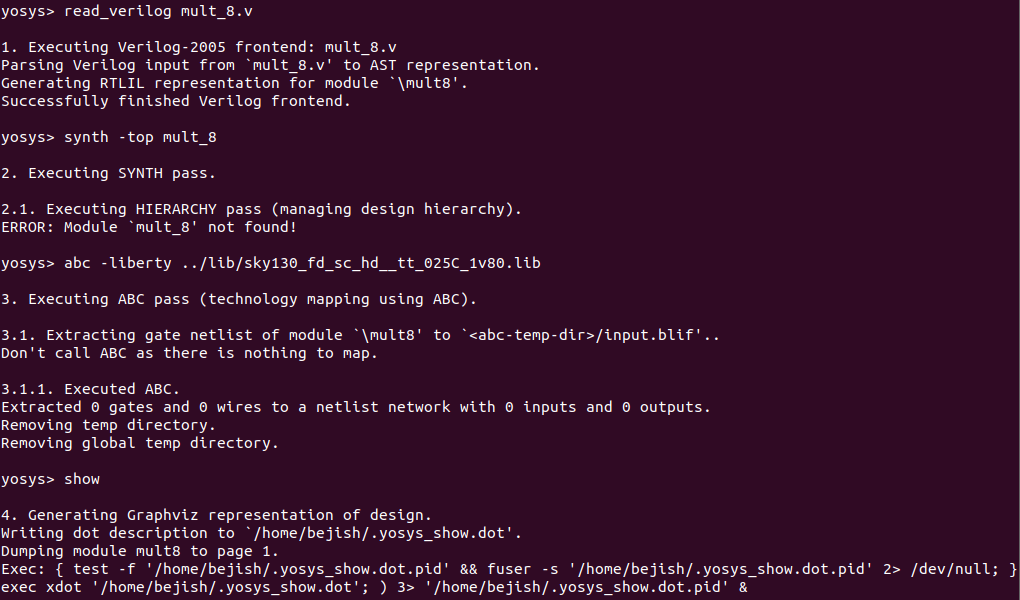 yosys> read_verilog mult_8.v
1. Executing Verilog-2005 frontend: mult_8.v
Parsing Verilog input from `mult_8.v' to AST representation.
Generating RTLIL representation for module `\mult8'.
Successfully finished Verilog frontend.
yosys> synth -top mult_8
2. Executing SYNTH pass.
2.1. Executing HIERARCHY pass (managing design hierarchy).
ERROR: Module `mult_8' not found!
yosys> abc -liberty ../lib/sky130_fd_sc_hd__tt_025C_1v80.lib
3. Executing ABC pass (technology mapping using ABC).
3.1. Extracting gate netlist of module `\mult8' to `<abc-temp-dir>/input.blif'..
Don't call ABC as there is nothing to map.
3.1.1. Executed ABC.
Extracted 0 gates and 0 wires to a netlist network with 0 inputs and 0 outputs.
Removing temp directory.
Removing global temp directory.
yosys> show
4. Generating Graphviz representation of design.
Writing dot description to `/home/bejish/.yosys_show.dot'.
Dumping module mult8 to page 1.
Exec: { test -f '/home/bejish/.yosys_show.dot.pid' && fuser -s '/home/bejish/.yosys_show.dot.pid' 2> /dev/null; }
exec xdot '/home/bejish/.yosys_show.dot'; ) 3> '/home/bejish/.yosys_show.dot.pid' &